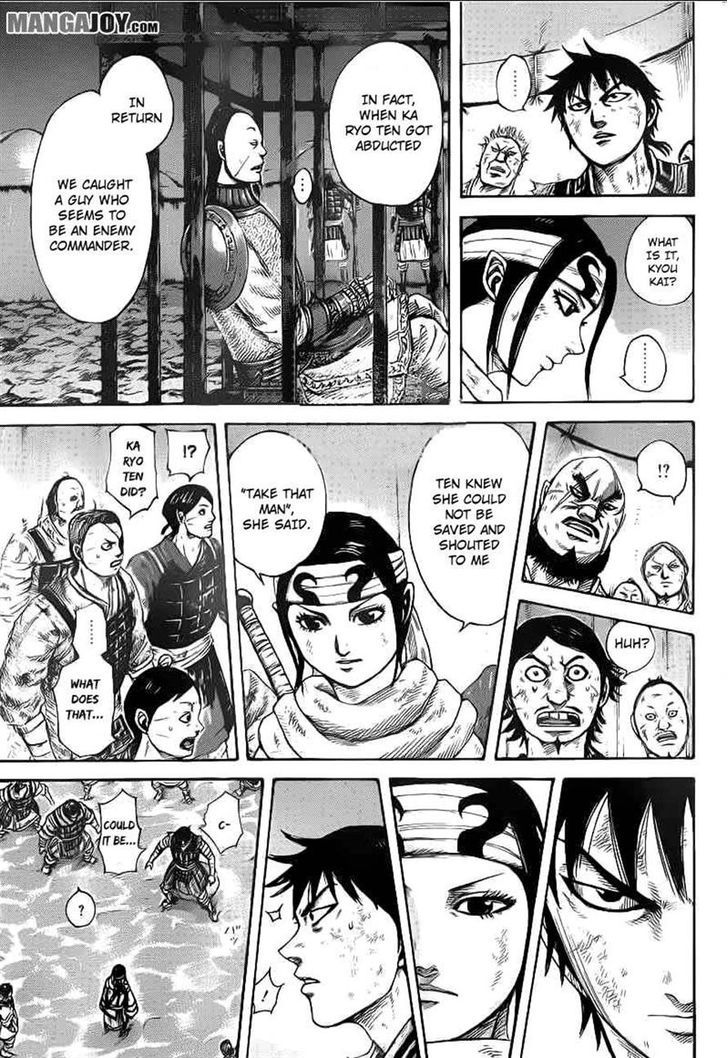 MANGAJOY.COM
......
WHAT
IS IT,
KYOU
KAI?
......
IN FACT,
WHEN KA
RYO TEN GOT
ABDUCTED
...
IN
RETURN
WE CAUGHT
A GUY WHO
SEEMS TO
BE AN ENEMY
COMMANDER.
!?
HUH?
TEN KNEW
SHE COULD
NOT BE
SAVED AND
SHOUTED
TO ME
"TAKE THAT
MAN",
SHE SAID.
!?
KA
RYO
TEN
DID?
......
WHAT
DOES
THAT...
!
C-
COULD
IT BE...
?